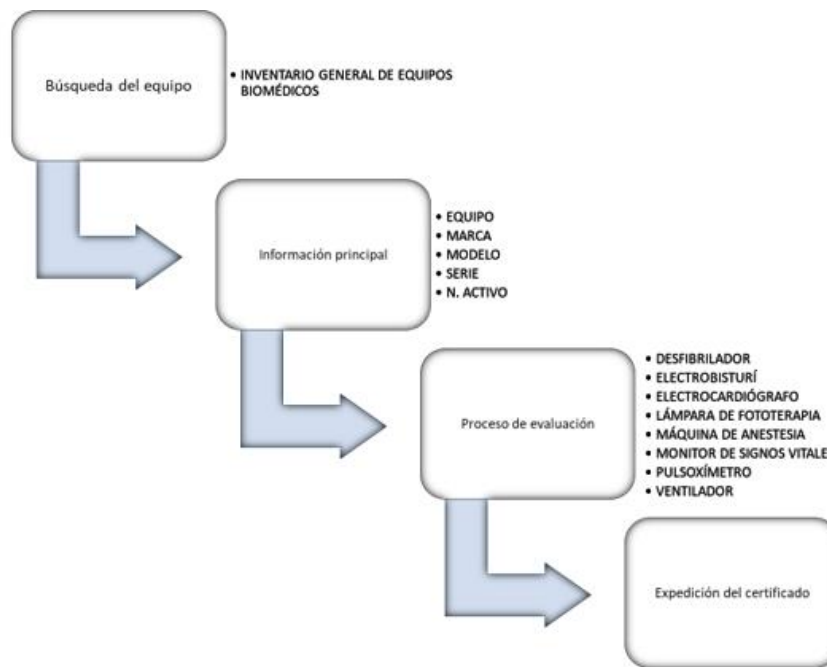 Búsqueda del equipo
• INVENTARIO GENERAL DE EQUIPOS
BIOMÉDICOS
Información principal
• EQUIPO
• MARCA
• MODELO
• SERIE
• N. ACTIVO
Proceso de evaluación
• DESFIBRILADOR
• ELECTROBISTURÍ
• ELECTROCARDIÓGRAFO
• LÁMPARA DE FOTOTERAPIA
• MÁQUINA DE ANESTESIA
• MONITOR DE SIGNOS VITALE
• PULSOXÍMETRO
• VENTILADOR
Expedición del certificado